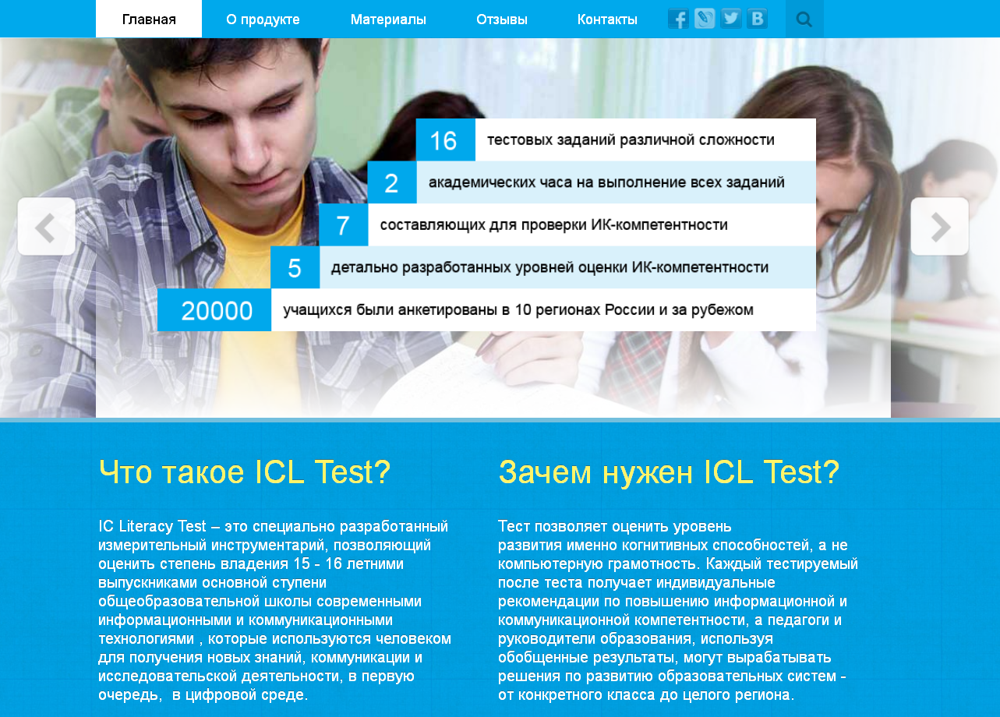 Главная О продукте Материалы Отзывы Контакты
16 тестовых заданий различной сложности
2 академических часа на выполнение всех заданий
7 составляющих для проверки ИК-компетентности
5 детально разработанных уровней оценки ИК-компетентности
20000 учащихся были анкетированы в 10 регионах России и за рубежом
Что такое ICL Test?
IC Literacy Test – это специально разработанный
измерительный инструментарий, позволяющий
оценить степень владения 15 - 16 летними
выпускниками основной ступени
общеобразовательной школы современными
информационными и коммуникационными
технологиями , которые используются человеком
для получения новых знаний, коммуникации и
исследовательской деятельности, в первую
очередь,  в цифровой среде.
Зачем нужен ICL Test?
Тест позволяет оценить уровень
развития именно когнитивных способностей, а не
компьютерную грамотность. Каждый тестируемый
после теста получает индивидуальные
рекомендации по повышению информационной и
коммуникационной компетентности, а педагоги и
руководители образования, используя
обобщенные результаты, могут вырабатывать
решения по развитию образовательных систем -
от конкретного класса до целого региона.